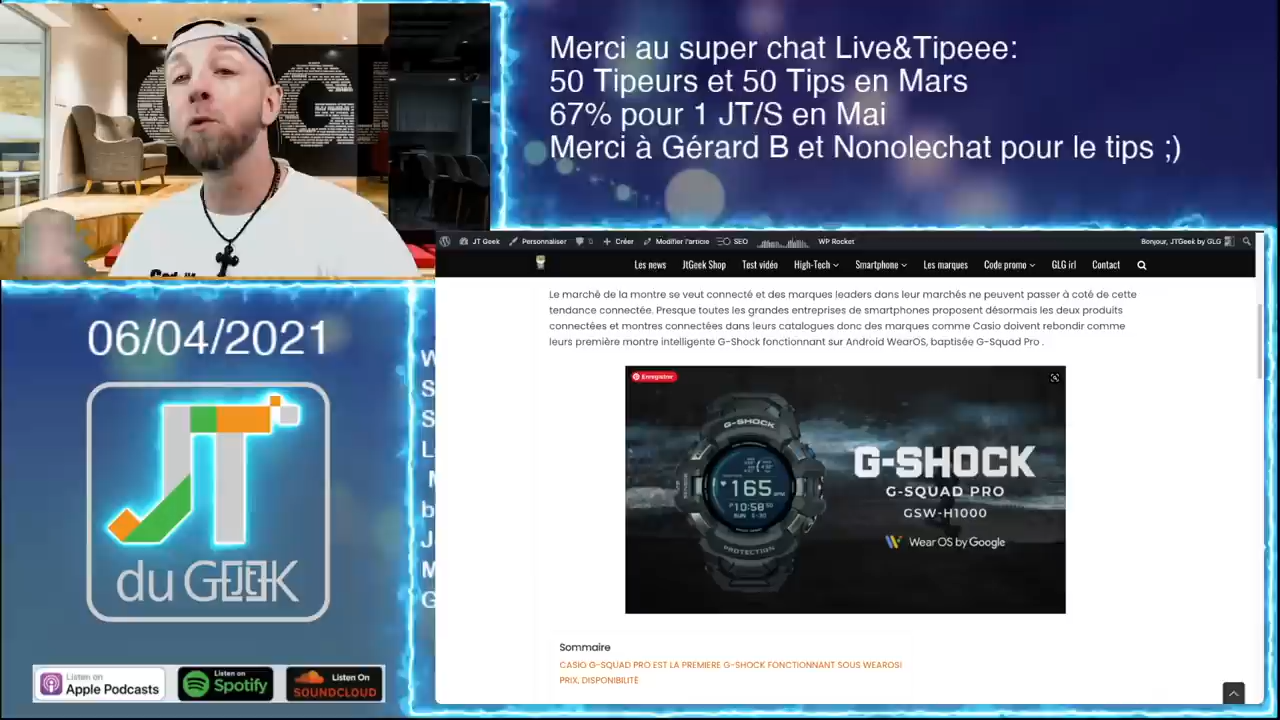 Merci au super chat Live&Tipeee:
50 Tipeurs et 50 Tips en Mars
67% pour 1 JT/S en Mai
Merci à Gérard B et Nonolechat pour le tips ;)
JT Geek Personnaliser Créer Modifier l'article SEO WP Rocket Bonjour, JTGeek by GLG
Les news JtGeek Shop Test vidéo High-Tech Smartphone Les marques Code promo GLG irl Contact
Le marché de la montre se veut connecté et des marques leaders dans leur marchés ne peuvent passer à coté de cette
tendance connectée. Presque toutes les grandes entreprises de smartphones proposent désormais les deux produits
connectées et montres connectées dans leurs catalogues donc des marques comme Casio doivent rebondir comme
leurs première montre intelligente G-Shock fonctionnant sur Android WearOS, baptisée G-Squad Pro .
Enregistrer
G-SHOCK
165
10:58
SUN 5-30
PROTECTION
G-SHOCK
G-SQUAD PRO
GSW-H1000
Wear OS by Google
Sommaire
CASIO G-SQUAD PRO EST LA PREMIERE G-SHOCK FONCTIONNANT SOUS WEAROS!
PRIX, DISPONIBILITÉ
06/04/2021
JT
du GEEK
Listen on
Apple Podcasts
Listen on
Spotify
Listen On
SOUNDCLOUD